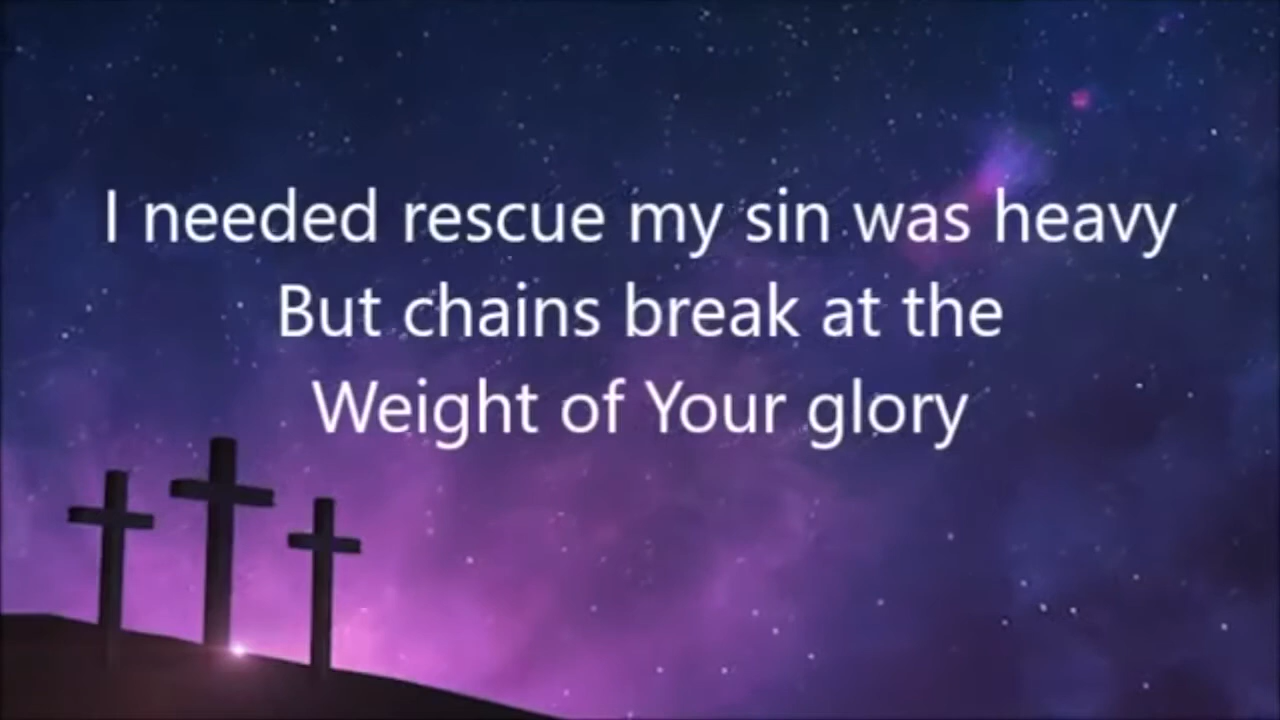 I needed rescue my sin was heavy
But chains break at the
Weight of Your glory